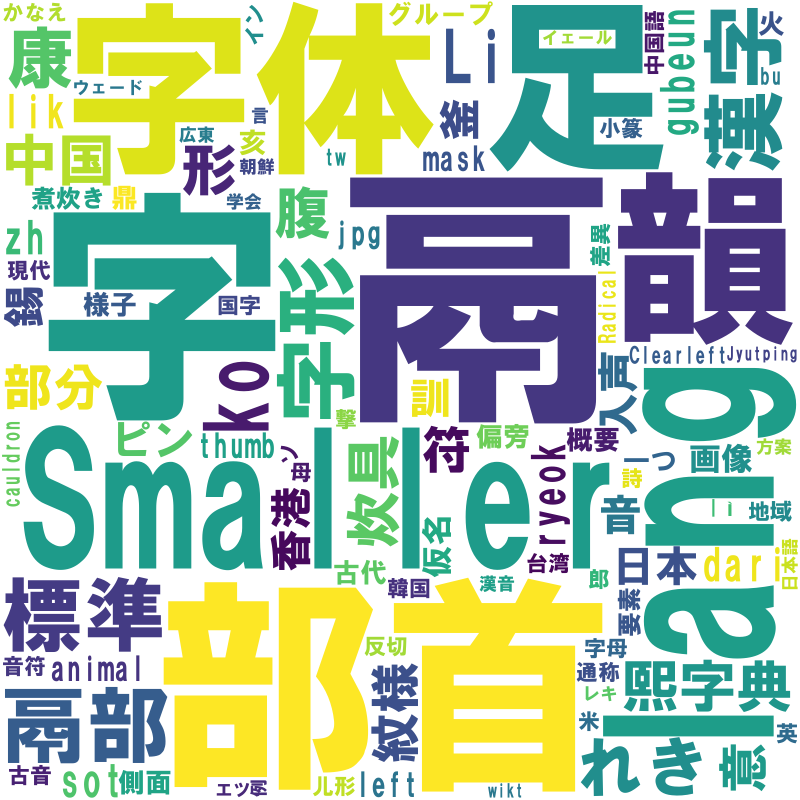 かなえ
字体
イン
グループ
Li
足
イェール
中国語
gubeun
漢字
火
bu
康
ウェード
lik
釜
小篆
言
広東
亥
形
朝鮮
tw
mask
中国
煮炊き
鼎
学会
腹
鬲
韻
zh
jpg
差異
現代
字
錫
様子
国字
字形
Radical
Clearleft
Jyutping
部分
ko
訓
入声
lang
撃
ピン
thumb
ン
母
符
偏旁
概要
一つ
画像
方案
cauldron
Smaller
炊具
ryeok
詩
香港
仮名
音
li
地域
台湾
日本
dari
日本語
古代
韓国
漢音
郎
要素
標準
部首
反切
字母
音符
animal
通称
レキ
熙字典
鬲部
紋様
米
れき
意
英
古音
sot
側面
エツ
儿形
left
wikt